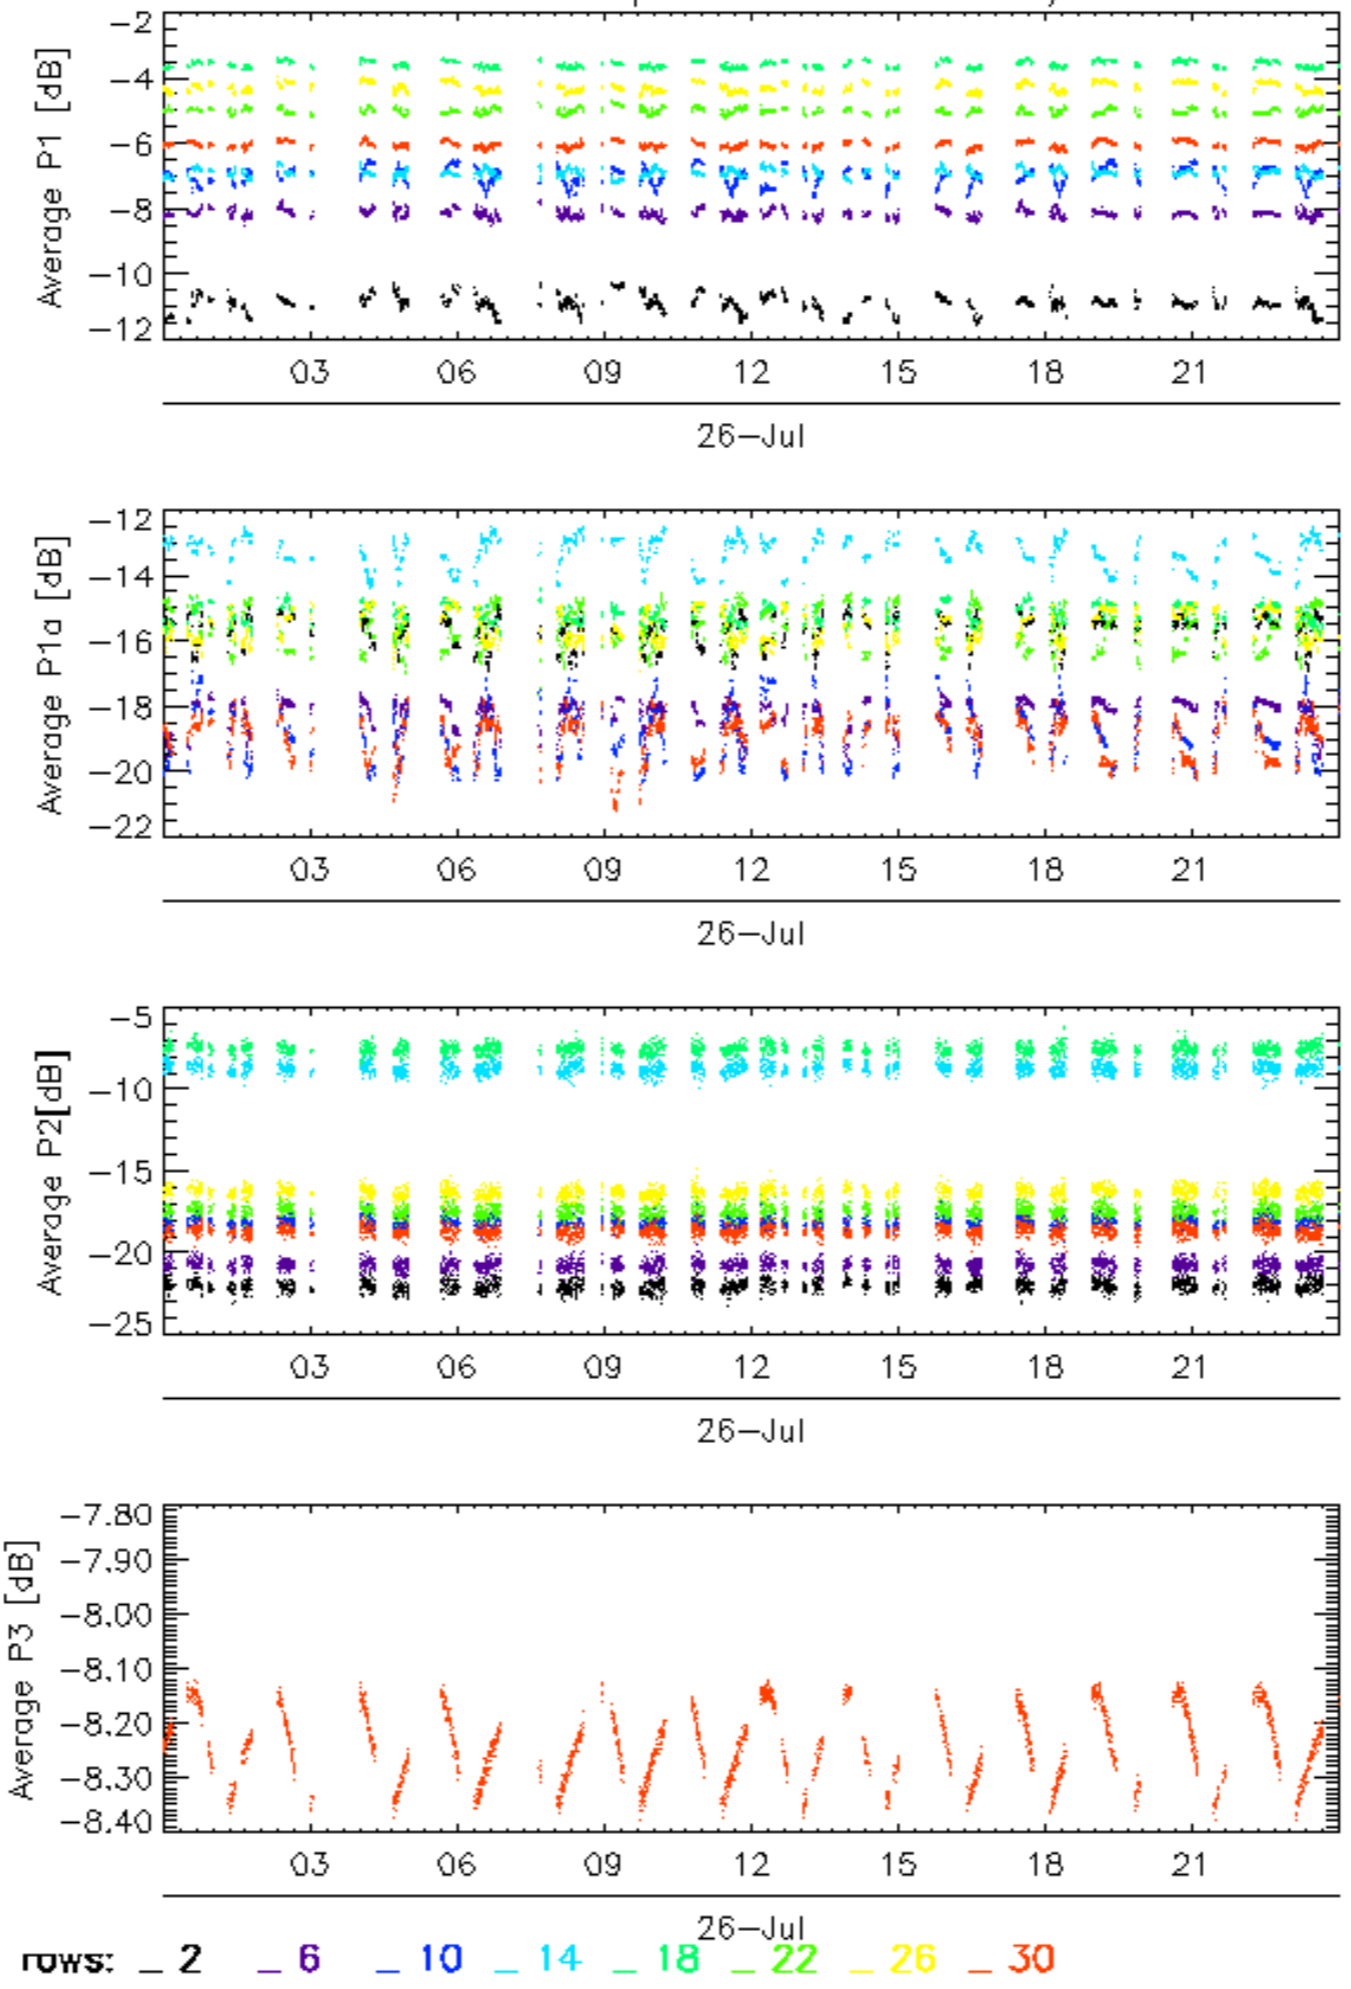 -2
-4
-6
-8
-10
-12
Average P1 [dB]
03 06 09 12 15 18 21
26-Jul
-12
-14
-16
-18
-20
-22
Average P1a [dB]
03 06 09 12 15 18 21
26-Jul
-5
-10
-15
-20
-25
Average P2[dB]
03 06 09 12 15 18 21
26-Jul
-7.80
-7.90
-8.00
-8.10
-8.20
-8.30
-8.40
Average P3 [dB]
03 06 09 12 15 18 21
26-Jul
rows: _ 2 _ 6 _ 10 _ 14 _ 18 _ 22 _ 26 _ 30